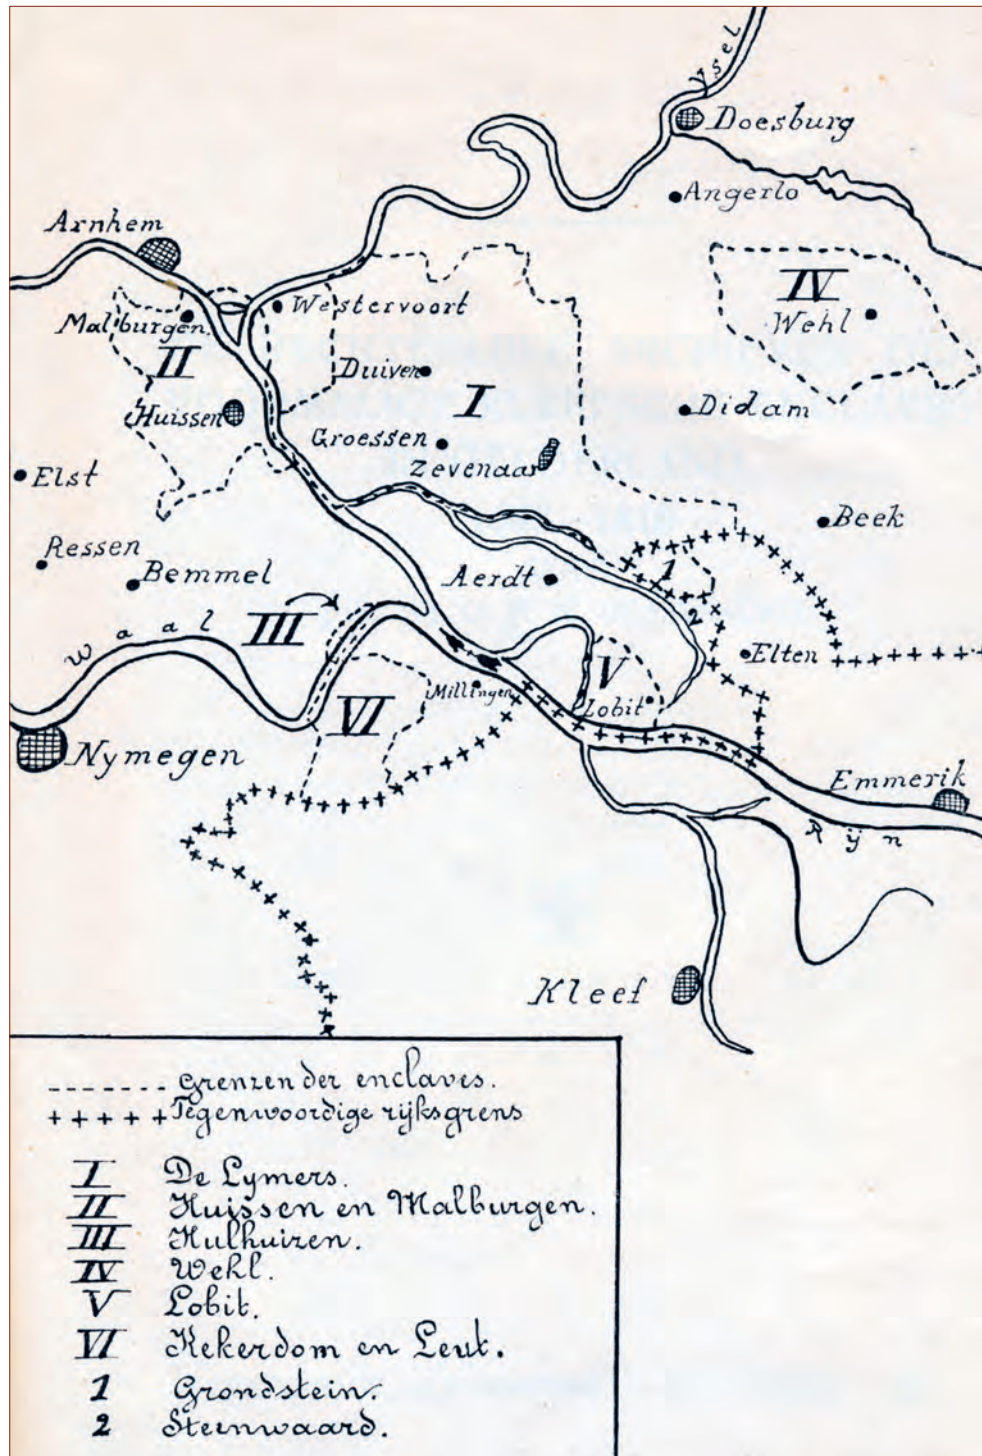 Ysel
Doesburg
Angerlo
Arnhem
IV
Wehl
Westervoort
Malburgen.
II
Duiven
I
Didam
Huissen
Groessen
Zevenaar
Elst
Beek
Ressen
Bemmel
Aerdt
1
2
III
Waal
Elten
V
Lobit
VI
Millingen
Nymegen
Emmerik
Rijn
Kleef
------- grenzen der enclaves.
+++++ Tegenwoordige rijksgrens
I De Lymers.
II Huissen en Malburgen.
III Hulhuizen.
IV Wehl.
V Lobit.
VI Kekerdom en Leut.
1 Grondstein.
2 Steenwaard.